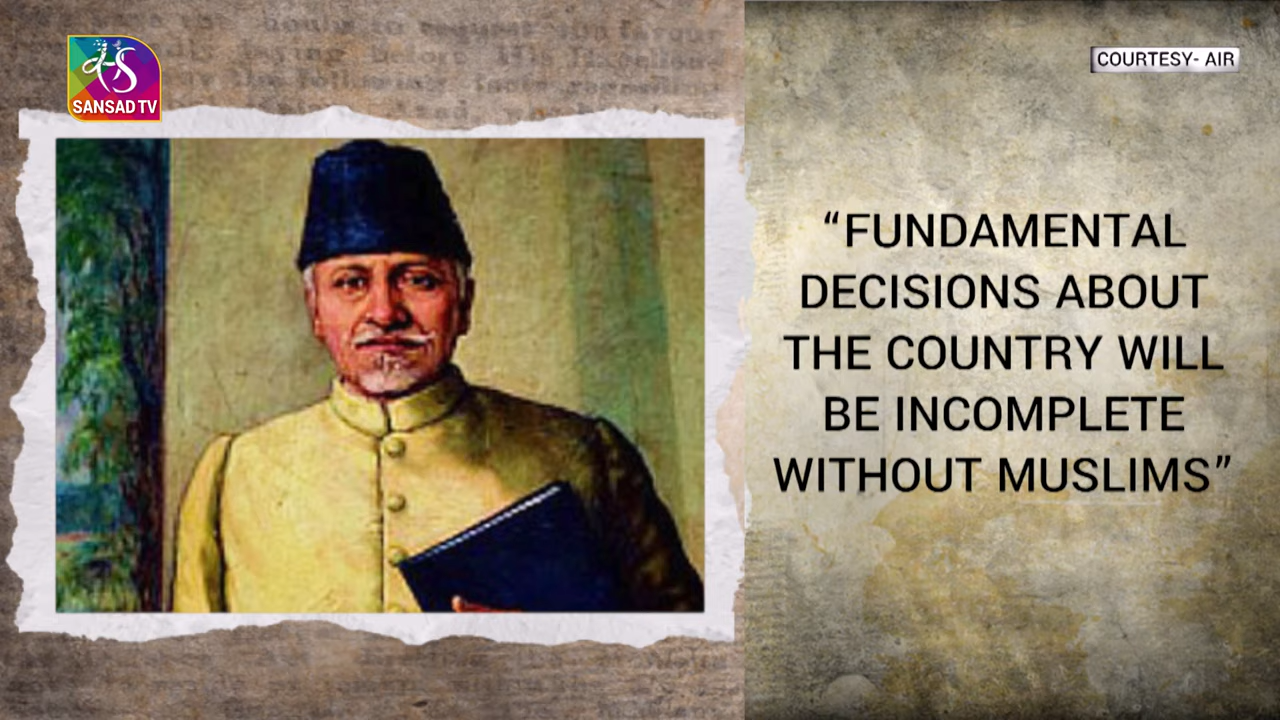 SANSAD TV
COURTESY- AIR
“FUNDAMENTAL
DECISIONS ABOUT
THE COUNTRY WILL
BE INCOMPLETE
WITHOUT MUSLIMS”